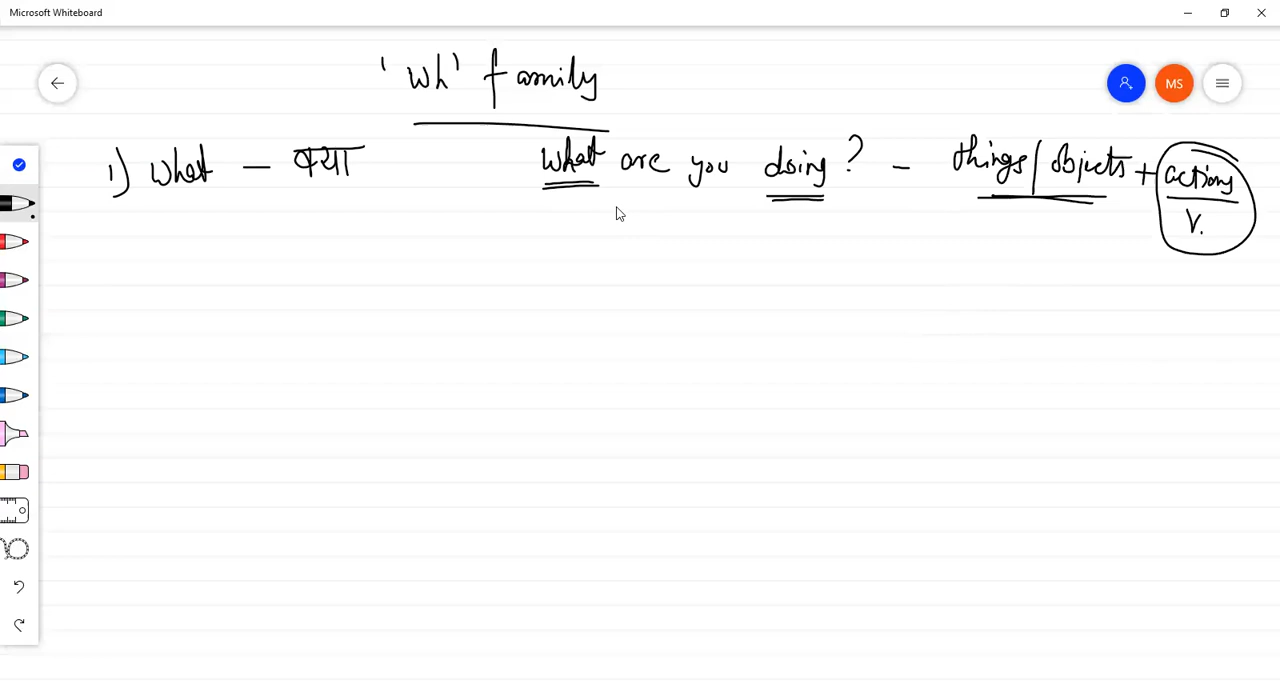 Microsoft Whiteboard
'Wh' family
MS
1) What — क्या What are you doing? - things/objects + actions
V.